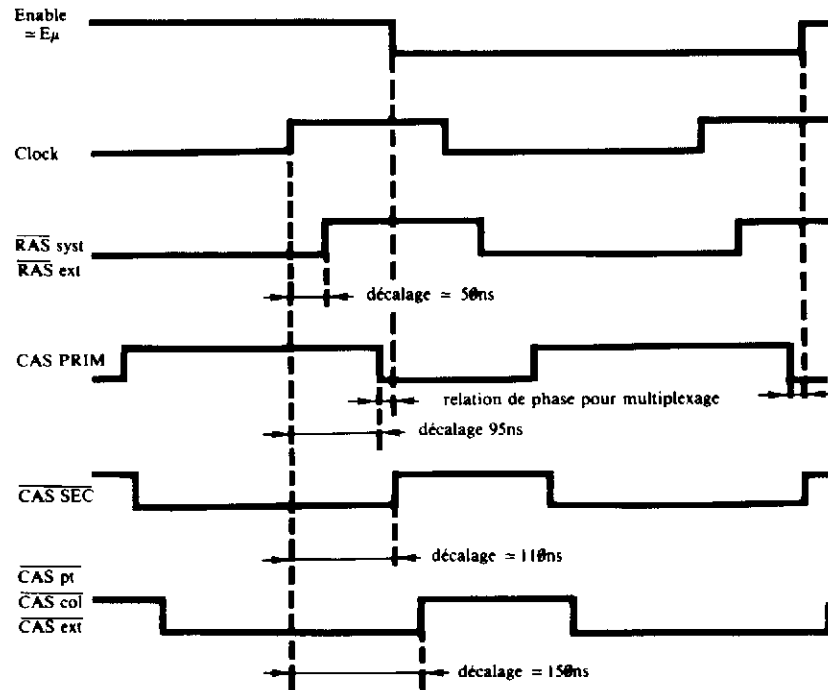 Enable
≃ Eμ
Clock
RAS syst
RAS ext
décalage ≃ 50ns
CAS PRIM
relation de phase pour multiplexage
décalage 95ns
CAS SEC
décalage ≃ 110ns
CAS pt
CAS col
CAS ext
décalage ≃ 150ns